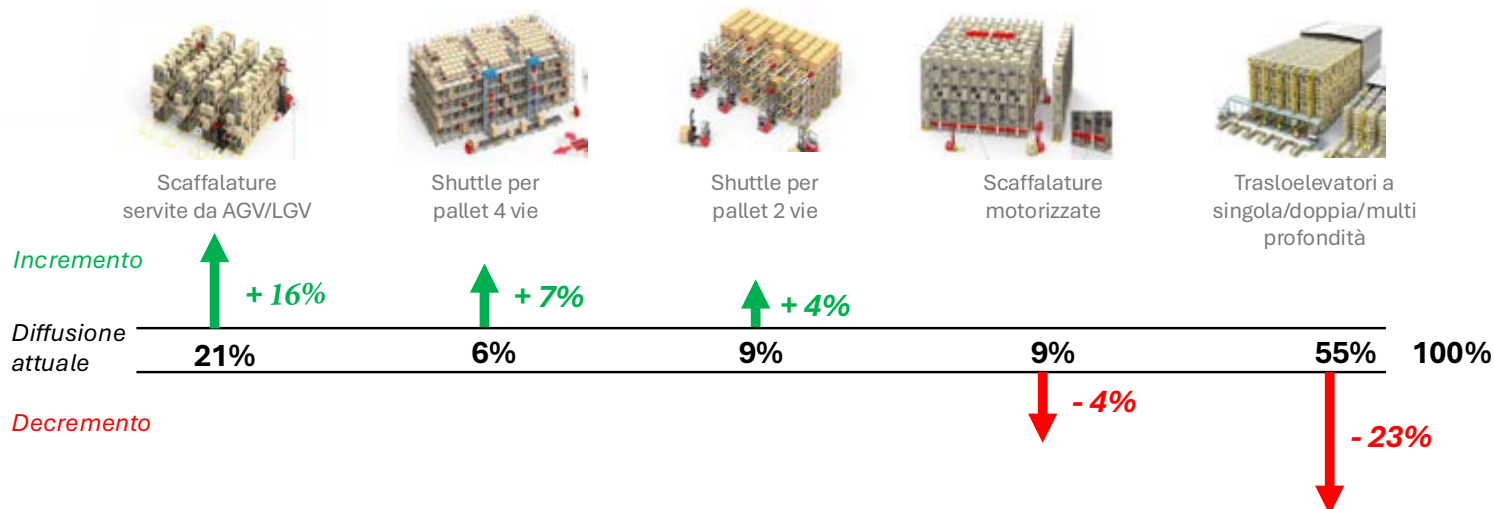 Scaffalature
servite da AGV/LGV
Shuttle per
pallet 4 vie
Shuttle per
pallet 2 vie
Scaffalature
motorizzate
Trasloelevatori a
singola/doppia/multi
profondità
Incremento
+ 16%
+ 7%
+ 4%
Diffusione
attuale
21%
6%
9%
9%
55%
100%
Decremento
- 4%
- 23%